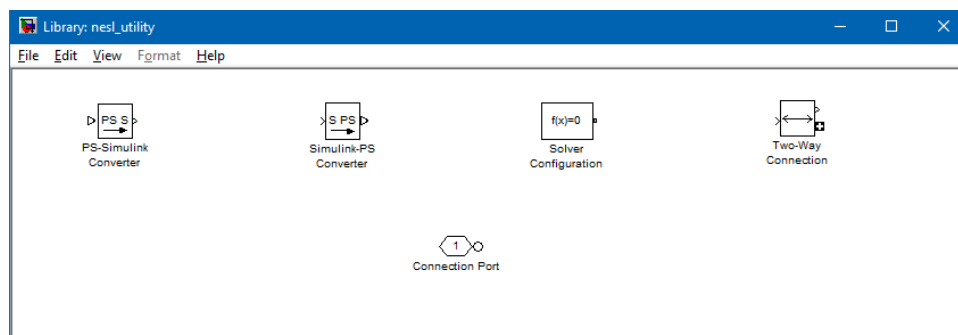 Library: nesl_utility
File Edit View Format Help
PS S
PS-Simulink
Converter
S PS
Simulink-PS
Converter
f(x)=0
Solver
Configuration
Two-Way
Connection
1
Connection Port